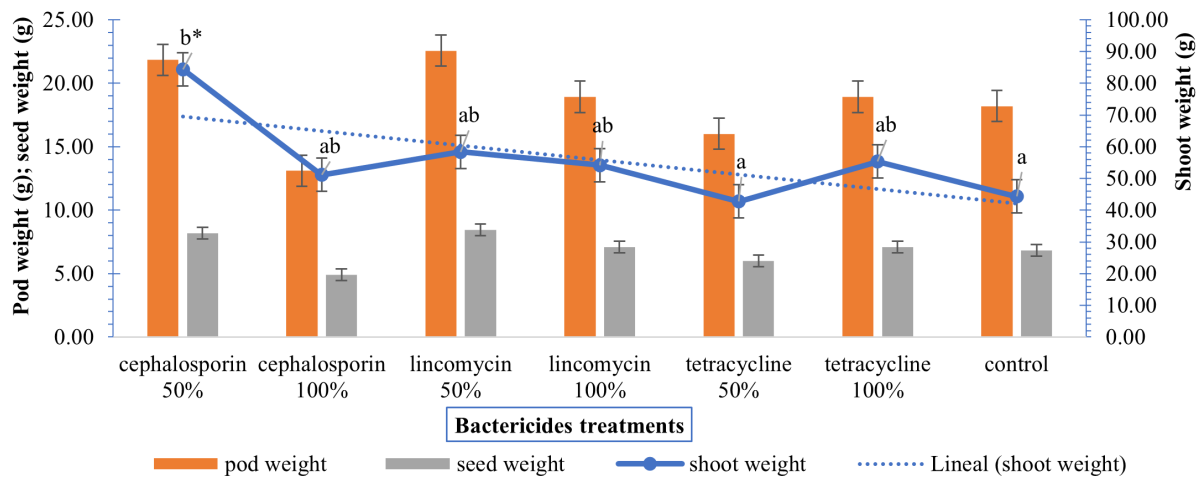 Pod weight (g); seed weight (g)
25.00
20.00
15.00
10.00
5.00
0.00
b*
ab
ab
ab
a
ab
a
100.00
90.00
80.00
70.00
60.00
50.00
40.00
30.00
20.00
10.00
0.00
Shoot weight (g)
cephalosporin
50%
cephalosporin
100%
lincomycin
50%
lincomycin
100%
tetracycline
50%
tetracycline
100%
control
Bactericides treatments
pod weight
seed weight
shoot weight
Lineal (shoot weight)